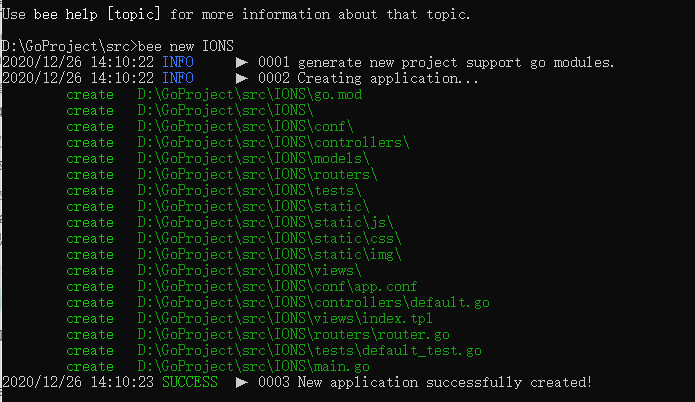 Use bee help [topic] for more information about that topic.
D:\GoProject\src>bee new IONS
2020/12/26 14:10:22 INFO ▶ 0001 generate new project support go modules.
2020/12/26 14:10:22 INFO ▶ 0002 Creating application...
create D:\GoProject\src\IONS\go.mod
create D:\GoProject\src\IONS\
create D:\GoProject\src\IONS\conf\
create D:\GoProject\src\IONS\controllers\
create D:\GoProject\src\IONS\models\
create D:\GoProject\src\IONS\routers\
create D:\GoProject\src\IONS\tests\
create D:\GoProject\src\IONS\static\
create D:\GoProject\src\IONS\static\js\
create D:\GoProject\src\IONS\static\css\
create D:\GoProject\src\IONS\static\img\
create D:\GoProject\src\IONS\views\
create D:\GoProject\src\IONS\conf\app.conf
create D:\GoProject\src\IONS\controllers\default.go
create D:\GoProject\src\IONS\views\index.tpl
create D:\GoProject\src\IONS\routers\router.go
create D:\GoProject\src\IONS\tests\default_test.go
create D:\GoProject\src\IONS\main.go
2020/12/26 14:10:23 SUCCESS ▶ 0003 New application successfully created!